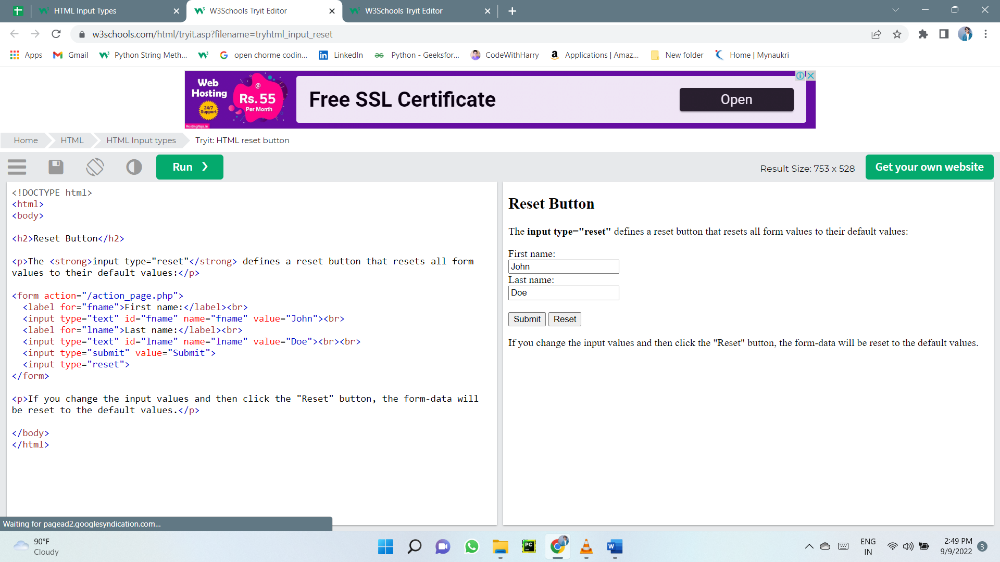 HTML Input Types
W3Schools Tryit Editor
W3Schools Tryit Editor
w3schools.com/html/tryit.asp?filename=tryhtml_input_reset
Apps
Gmail
Python String Meth...
open chorme codin...
LinkedIn
Python - Geeksfor...
CodeWithHarry
Applications | Amaz...
New folder
Home | Mynaukri
Web
Hosting
24/7
Support
@
Rs. 55
Per Month
HostingRaja.in
Free SSL Certificate
Open
Home
HTML
HTML Input types
Tryit: HTML reset button
Run ❯
Result Size: 753 x 528
Get your own website
<!DOCTYPE html>
<html>
<body>
<h2>Reset Button</h2>
<p>The <strong>input type="reset"</strong> defines a reset button that resets all form
values to their default values:</p>
<form action="/action_page.php">
<label for="fname">First name:</label><br>
<input type="text" id="fname" name="fname" value="John"><br>
<label for="lname">Last name:</label><br>
<input type="text" id="lname" name="lname" value="Doe"><br><br>
<input type="submit" value="Submit">
<input type="reset">
</form>
<p>If you change the input values and then click the "Reset" button, the form-data will
be reset to the default values.</p>
</body>
</html>
Reset Button
The input type="reset" defines a reset button that resets all form values to their default values:
First name:
John
Last name:
Doe
Submit
Reset
If you change the input values and then click the "Reset" button, the form-data will be reset to the default values.
Waiting for pagead2.googlesyndication.com...
90°F
Cloudy
PC
W
ENG
IN
2:49 PM
9/9/2022
3